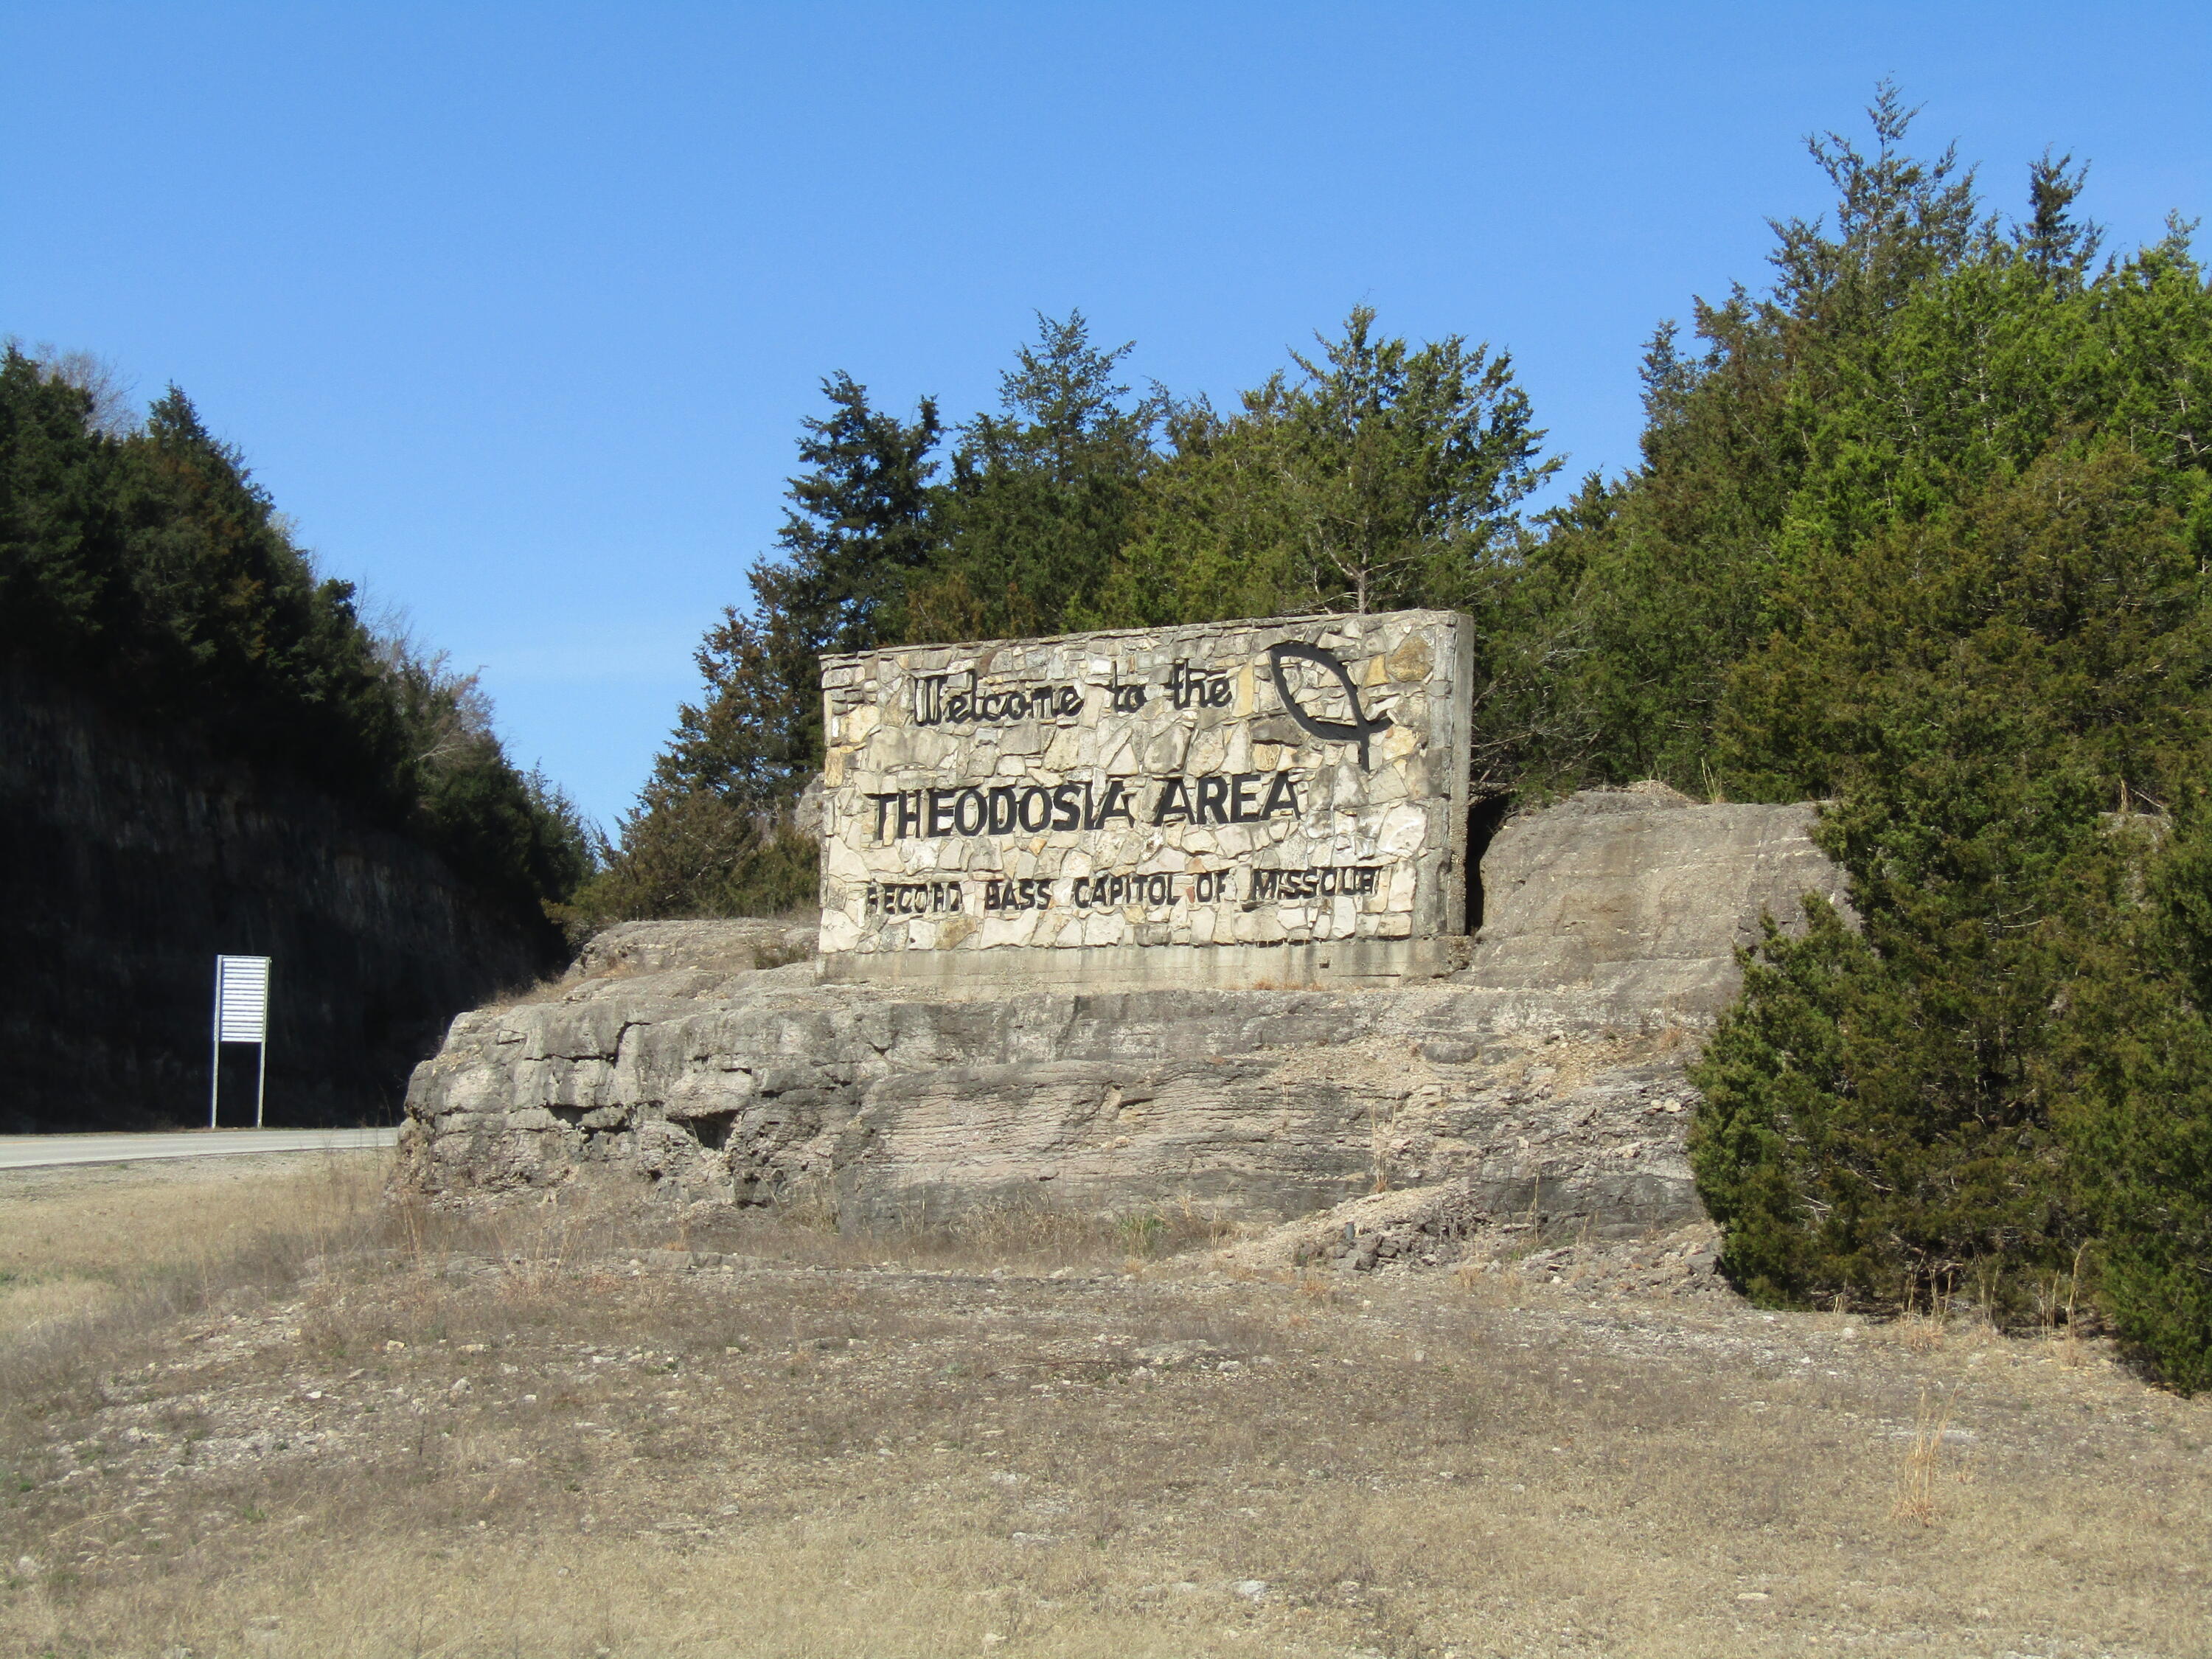 Welcome to the
THEODOSIA AREA
RECORD BASS CAPITOL OF MISSOURI